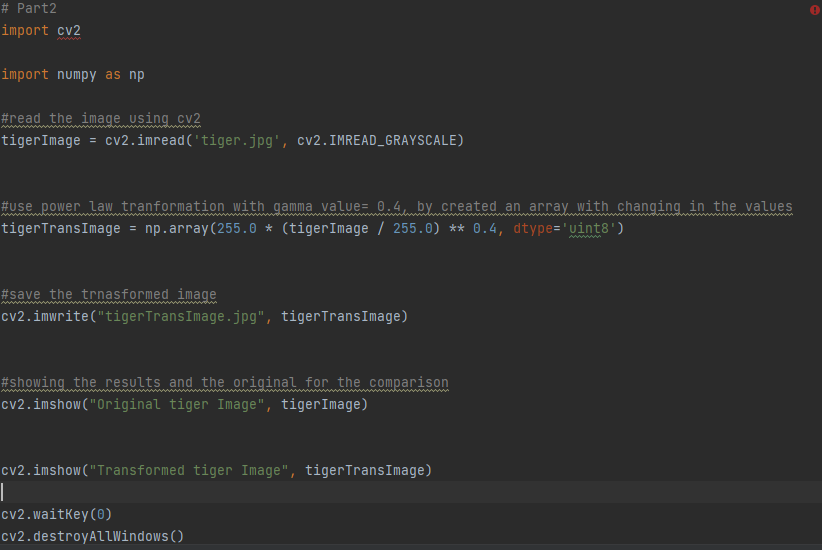 # Part2
import cv2
import numpy as np
#read the image using cv2
tigerImage = cv2.imread('tiger.jpg', cv2.IMREAD_GRAYSCALE)
#use power law tranformation with gamma value= 0.4, by created an array with changing in the values
tigerTransImage = np.array(255.0 * (tigerImage / 255.0) ** 0.4, dtype='uint8')
#save the trnasformed image
cv2.imwrite("tigerTransImage.jpg", tigerTransImage)
#showing the results and the original for the comparison
cv2.imshow("Original tiger Image", tigerImage)
cv2.imshow("Transformed tiger Image", tigerTransImage)
cv2.waitKey(0)
cv2.destroyAllWindows()